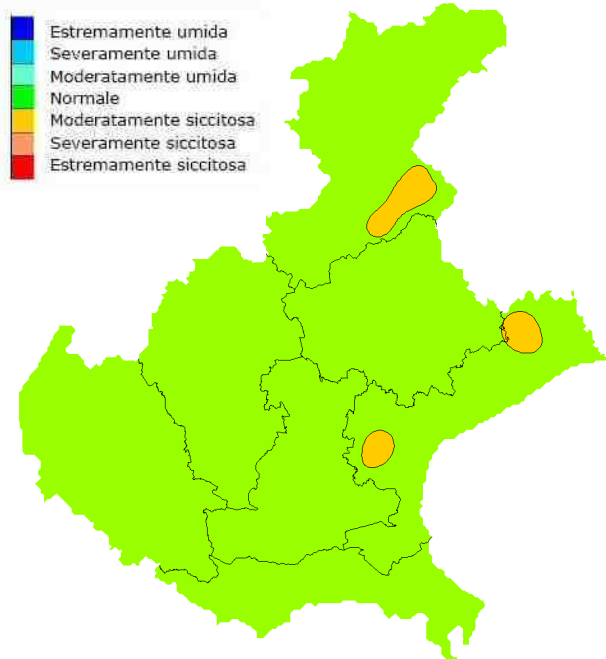 Estremamente umida
Severamente umida
Moderatamente umida
Normale
Moderatamente siccitosa
Severamente siccitosa
Estremamente siccitosa